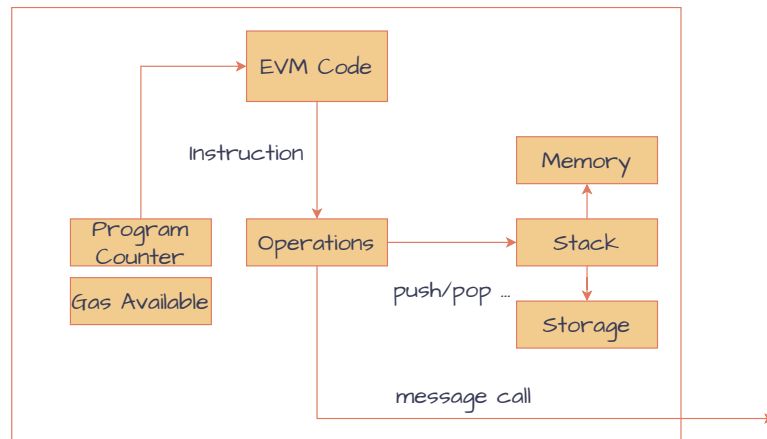 EVM Code
Instruction
Memory
Program
Counter
Operations
Stack
Gas Available
push/pop ...
Storage
message call